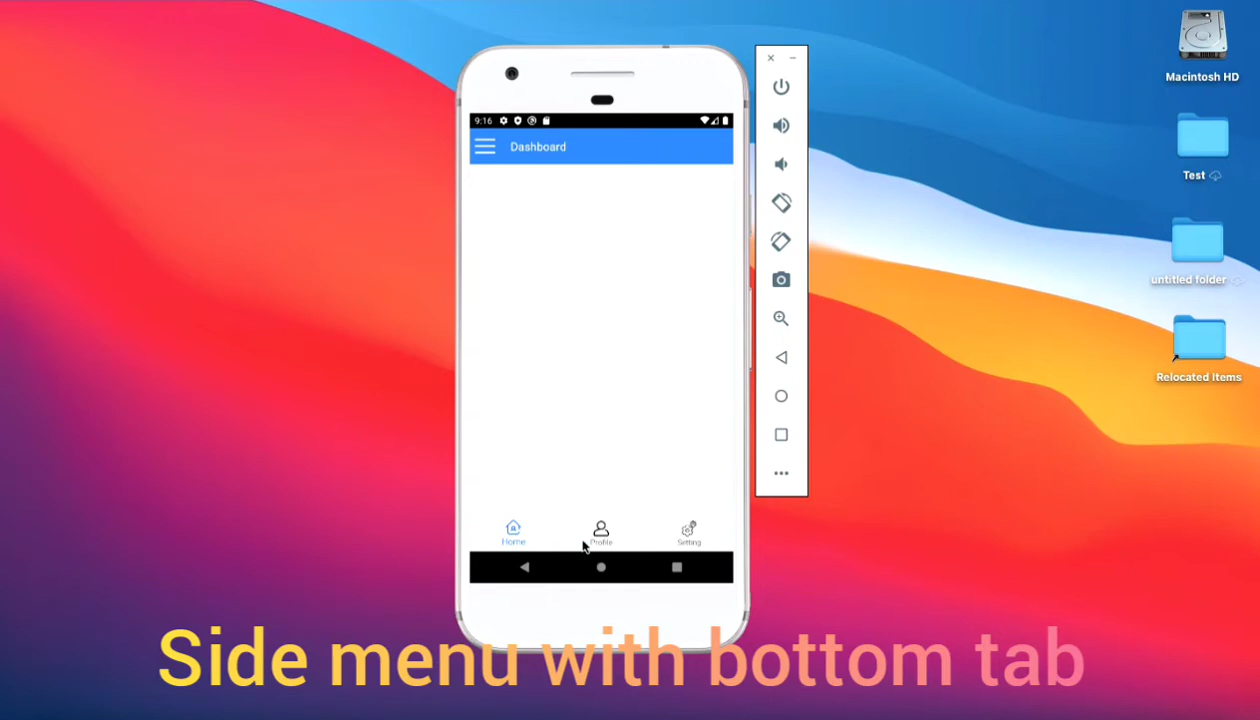 Macintosh HD
9:16
Dashboard
Test
untitled folder
Relocated Items
Home
Profile
Setting
Side menu with bottom tab